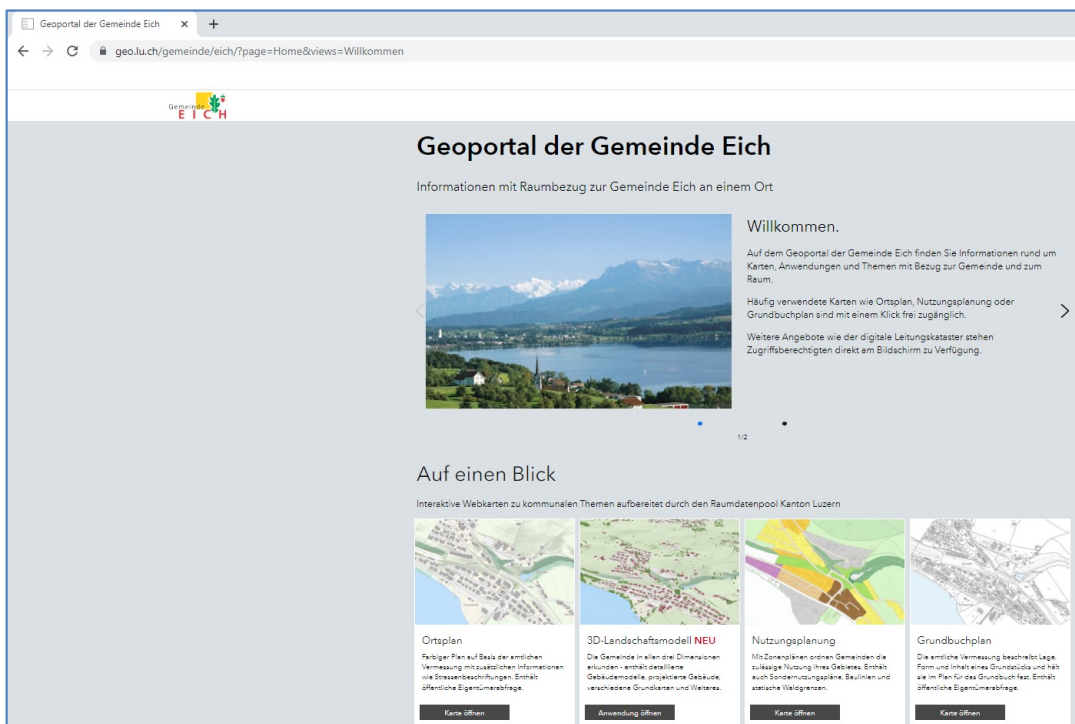 Geoportal der Gemeinde Eich
geo.lu.ch/gemeinde/eich/?page=Home&views=Willkommen
Gemeinde
EICH
Geoportal der Gemeinde Eich
Informationen mit Raumbezug zur Gemeinde Eich an einem Ort
Willkommen.
Auf dem Geoportal der Gemeinde Eich finden Sie Informationen rund um
Karten, Anwendungen und Themen mit Bezug zur Gemeinde und zum
Raum.
Häufig verwendete Karten wie Ortsplan, Nutzungsplanung oder
Grundbuchplan sind mit einem Klick frei zugänglich.
Weitere Angebote wie der digitale Leitungskataster stehen
Zugriffsberechtigten direkt am Bildschirm zu Verfügung.
1/2
Auf einen Blick
Interaktive Webkarten zu kommunalen Themen aufbereitet durch den Raumdatenpool Kanton Luzern
Ortsplan
Farbiger Plan auf Basis der amtlichen
Vermessung mit zusätzlichen Informationen
wie Strassenbeschriftungen. Enthält
öffentliche Eigentümerabfrage.
Karte öffnen
3D-Landschaftsmodell NEU
Die Gemeinde in allen drei Dimensionen
erkunden - enthält detaillierte
Gebäudemodelle, projektierte Gebäude,
verschiedene Grundkarten und Weiteres.
Anwendung öffnen
Nutzungsplanung
Mit Zonenplänen ordnen Gemeinden die
zulässige Nutzung ihres Gebietes. Enthält
auch Sondernutzungspläne, Baulinien und
statische Waldgrenzen.
Karte öffnen
Grundbuchplan
Die amtliche Vermessung beschreibt Lage,
Form und Inhalt eines Grundstücks und hält
sie im Plan für das Grundbuch fest. Enthält
öffentliche Eigentümerabfrage.
Karte öffnen